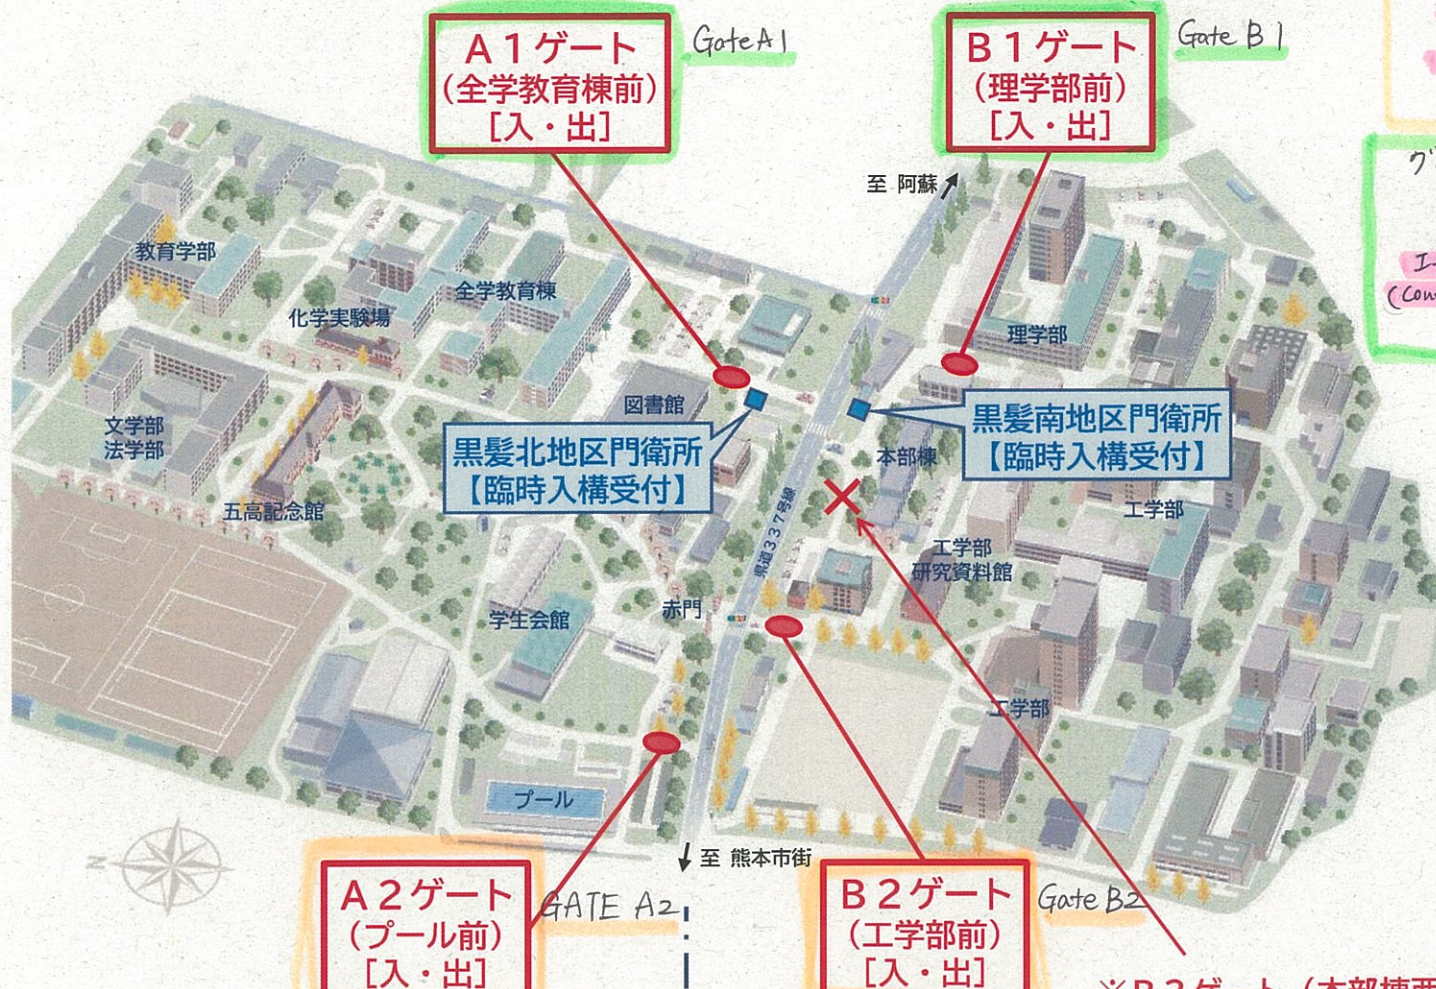 A1ゲート
(全学教育棟前)
[入・出]
Gate A1
B1ゲート
(理学部前)
[入・出]
Gate B1
至 阿蘇
教育学部
全学教育棟
化学実験場
理学部
文学部
法学部
図書館
黒髪北地区門衛所
【臨時入構受付】
黒髪南地区門衛所
【臨時入構受付】
本部棟
五高記念館
県道337号線
工学部
工学部
研究資料館
学生会館
赤門
工学部
プール
至 熊本市街
N
A2ゲート
(プール前)
[入・出]
GATE A2
B2ゲート
(工学部前)
[入・出]
Gate B2